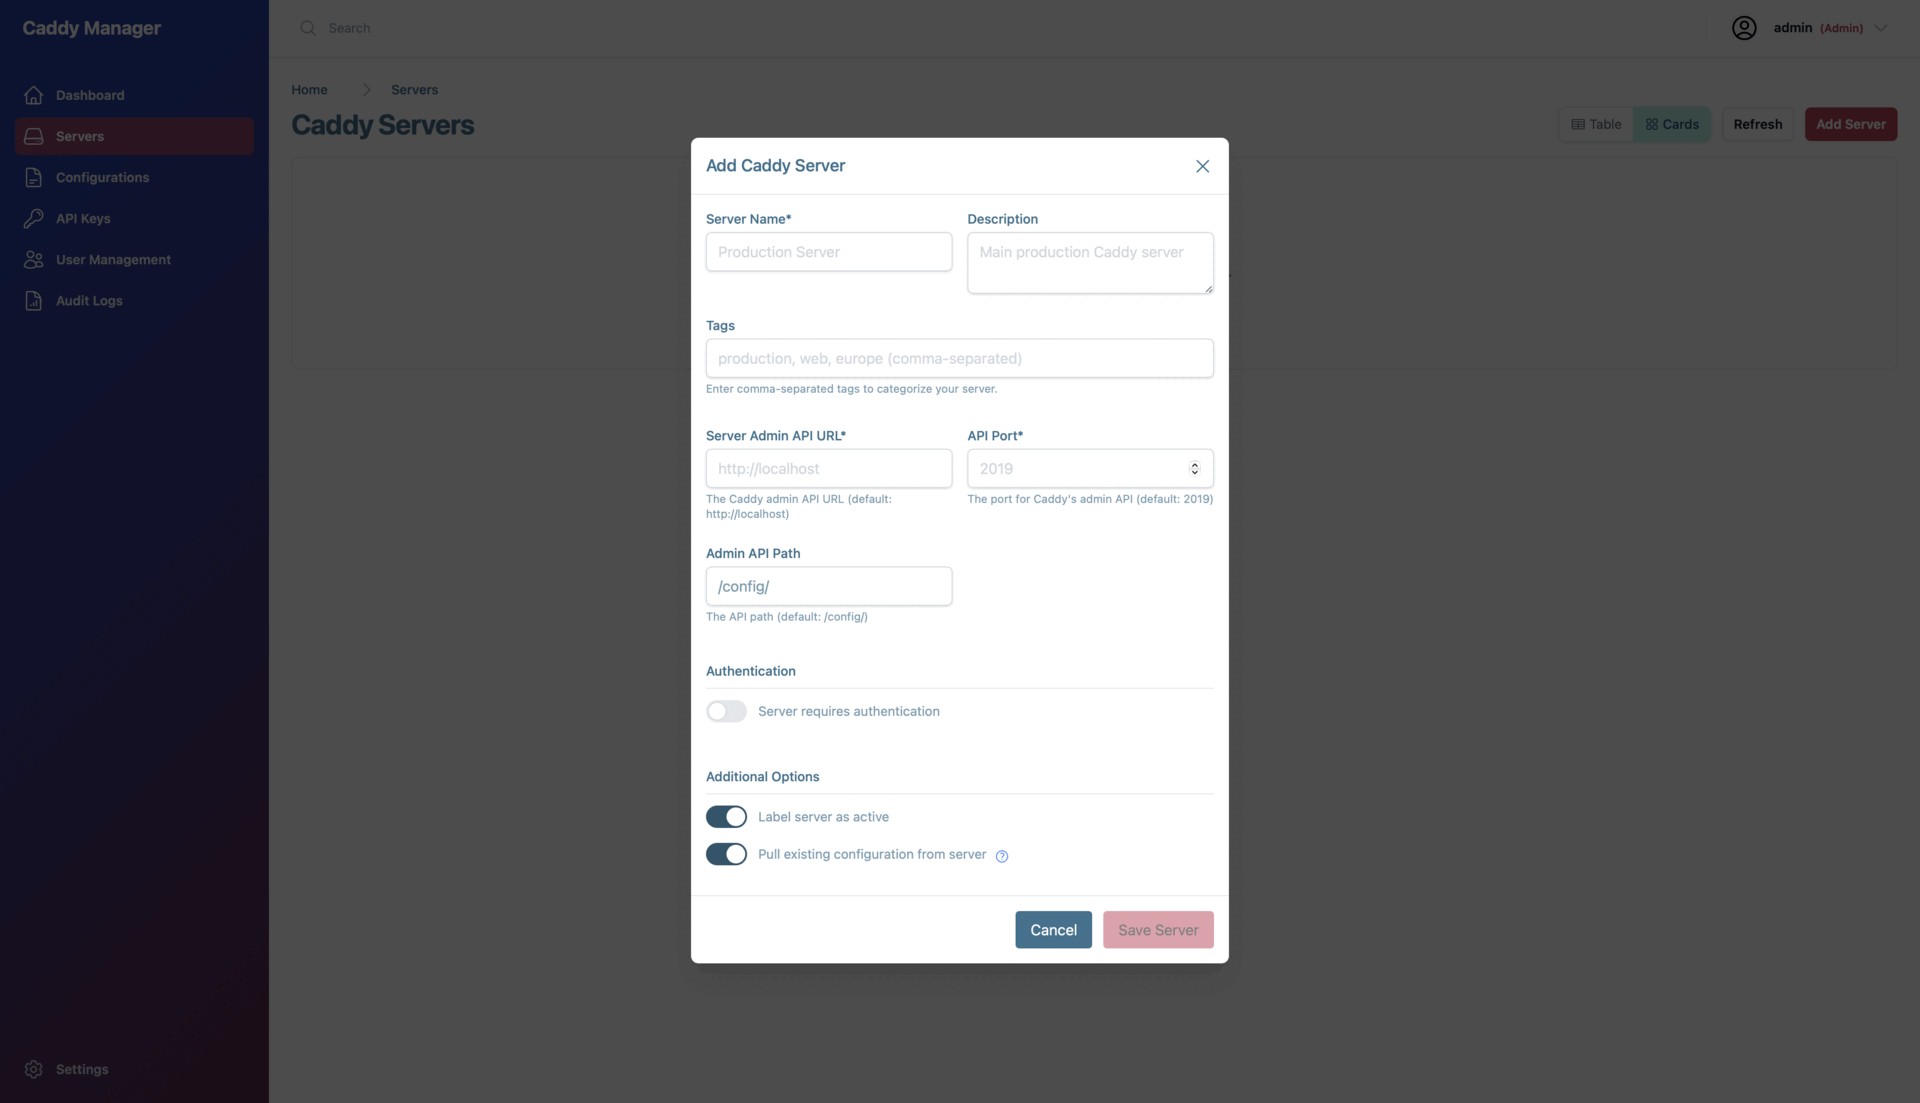 Caddy Manager
Search
admin (Admin)
Dashboard
Servers
Configurations
API Keys
User Management
Audit Logs
Settings
Home
Servers
Caddy Servers
Table
Cards
Refresh
Add Server
Add Caddy Server
Server Name*
Production Server
Description
Main production Caddy server
Tags
production, web, europe (comma-separated)
Enter comma-separated tags to categorize your server.
Server Admin API URL*
http://localhost
The Caddy admin API URL (default:
http://localhost)
API Port*
2019
The port for Caddy's admin API (default: 2019)
Admin API Path
/config/
The API path (default: /config/)
Authentication
Server requires authentication
Additional Options
Label server as active
Pull existing configuration from server
Cancel
Save Server